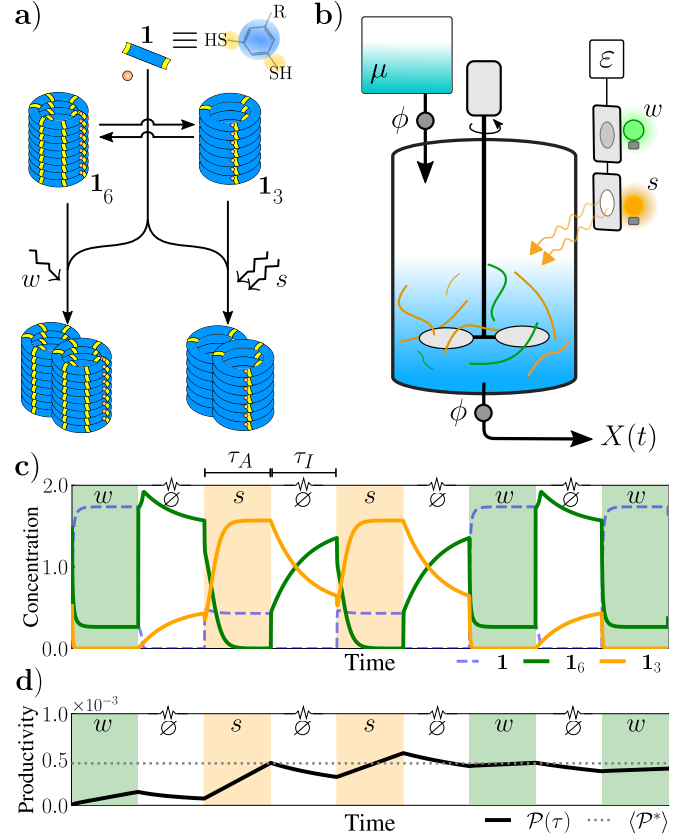 a)
1
≡
R
HS
SH
1₆
1₃
w
s
b)
μ
ϕ
ε
w
s
ϕ
X(t)
c)
τ_A
τ_I
2.0
1.0
0.0
Concentration
w ∅ s ∅ s ∅ w ∅ w
Time
1
1₆
1₃
d)
×10⁻³
1.0
0.5
0.0
Productivity
w ∅ s ∅ s ∅ w ∅ w
Time
𝒫(τ)
⟨𝒫*⟩